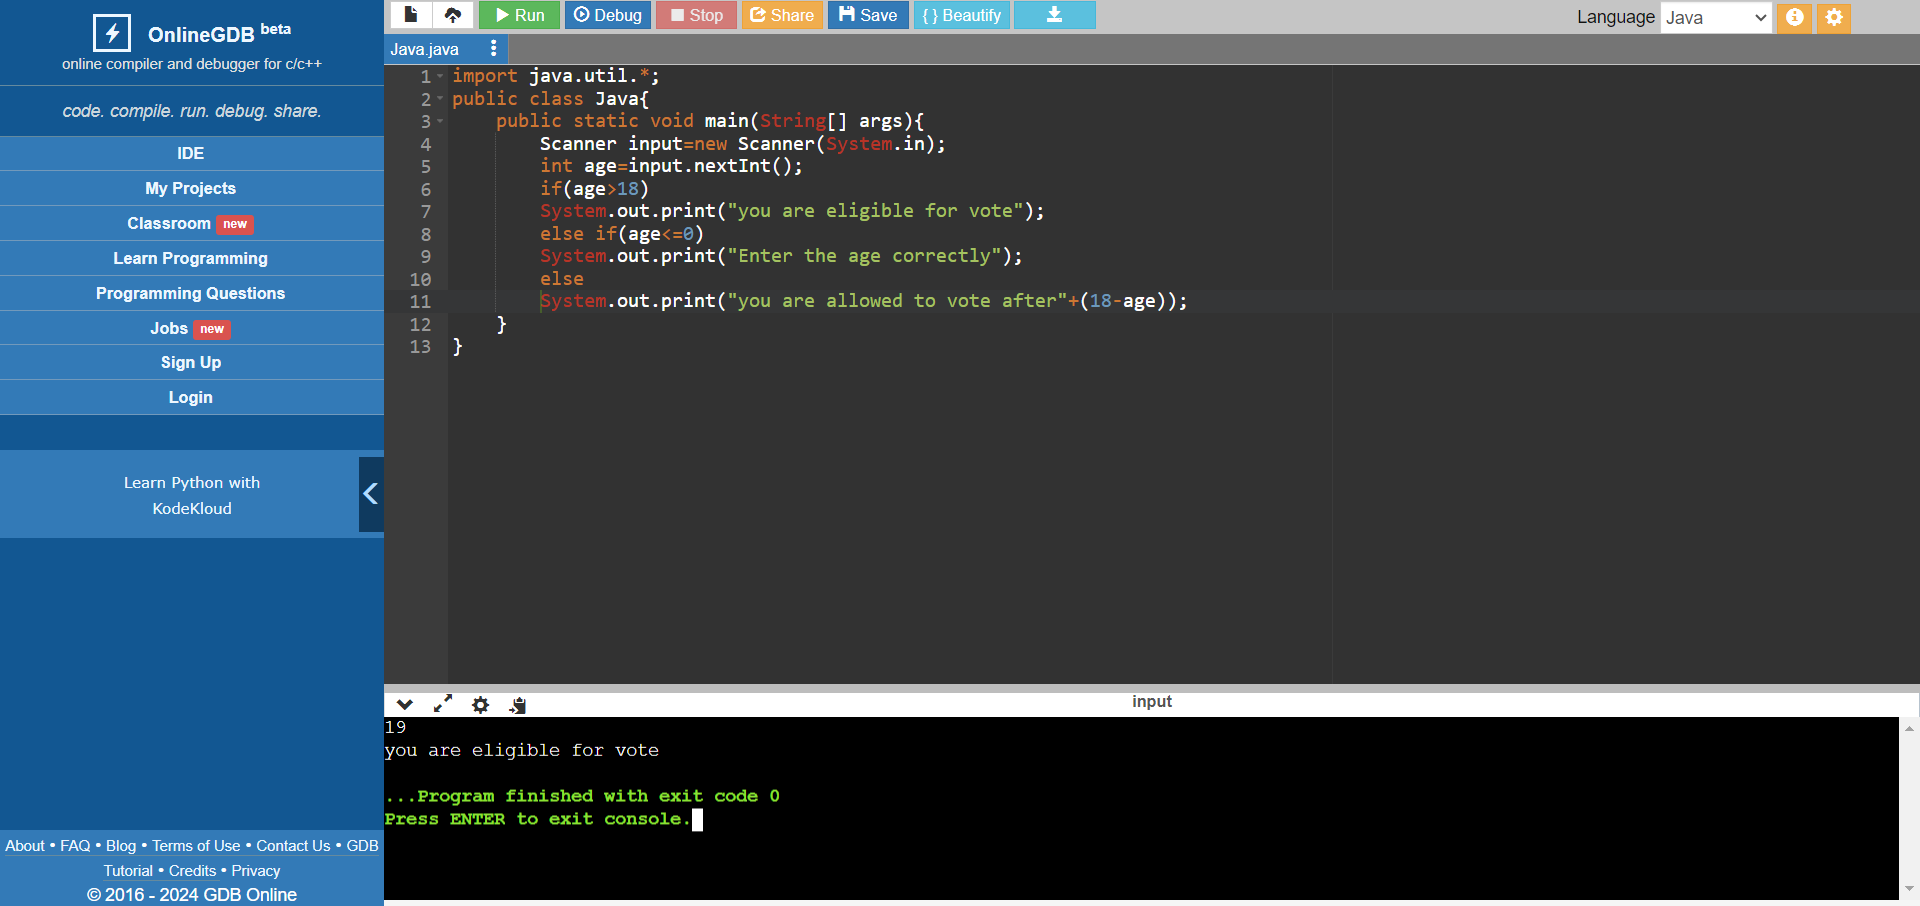 OnlineGDB beta
online compiler and debugger for c/c++
code. compile. run. debug. share.
IDE
My Projects
Classroom new
Learn Programming
Programming Questions
Jobs new
Sign Up
Login
Learn Python with
KodeKloud
About • FAQ • Blog • Terms of Use • Contact Us • GDB
Tutorial • Credits • Privacy
© 2016 - 2024 GDB Online
Run Debug Stop Share Save { } Beautify
Language Java
Java.java
1 import java.util.*;
2 public class Java{
3 public static void main(String[] args){
4 Scanner input=new Scanner(System.in);
5 int age=input.nextInt();
6 if(age>18)
7 System.out.print("you are eligible for vote");
8 else if(age<=0)
9 System.out.print("Enter the age correctly");
10 else
11 System.out.print("you are allowed to vote after"+(18-age));
12 }
13 }
input
19
you are eligible for vote
...Program finished with exit code 0
Press ENTER to exit console.